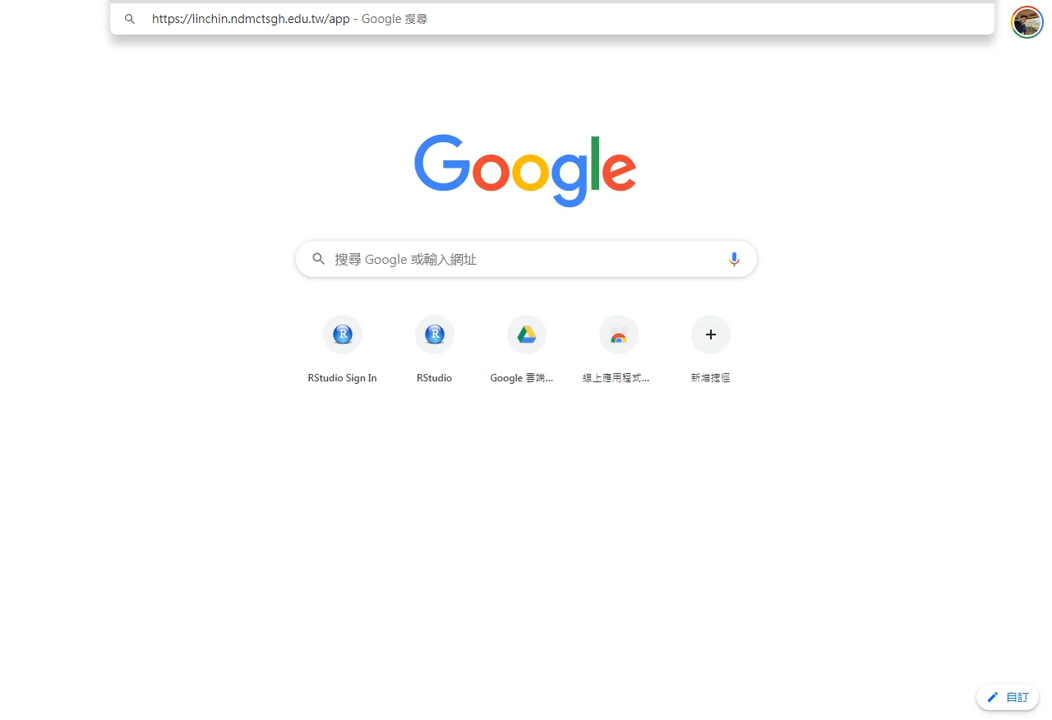 https://linchin.ndmctsgh.edu.tw/app - Google 搜尋
Google
搜尋 Google 或輸入網址
R
R
RStudio Sign In
RStudio
Google 雲端...
線上應用程式...
新增捷徑
自訂